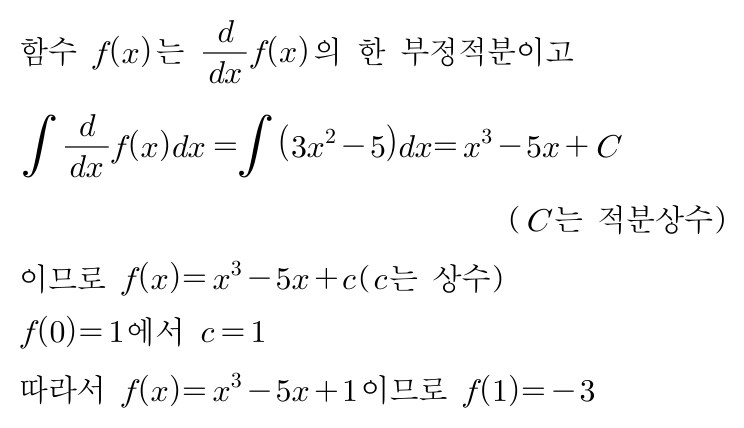 함수 f(x)는 d/dx f(x)의 한 부정적분이고
∫ d/dx f(x)dx = ∫(3x²-5)dx = x³-5x+C
(C는 적분상수)
이므로 f(x)=x³-5x+c(c는 상수)
f(0)=1에서 c=1
따라서 f(x)=x³-5x+1이므로 f(1)=-3